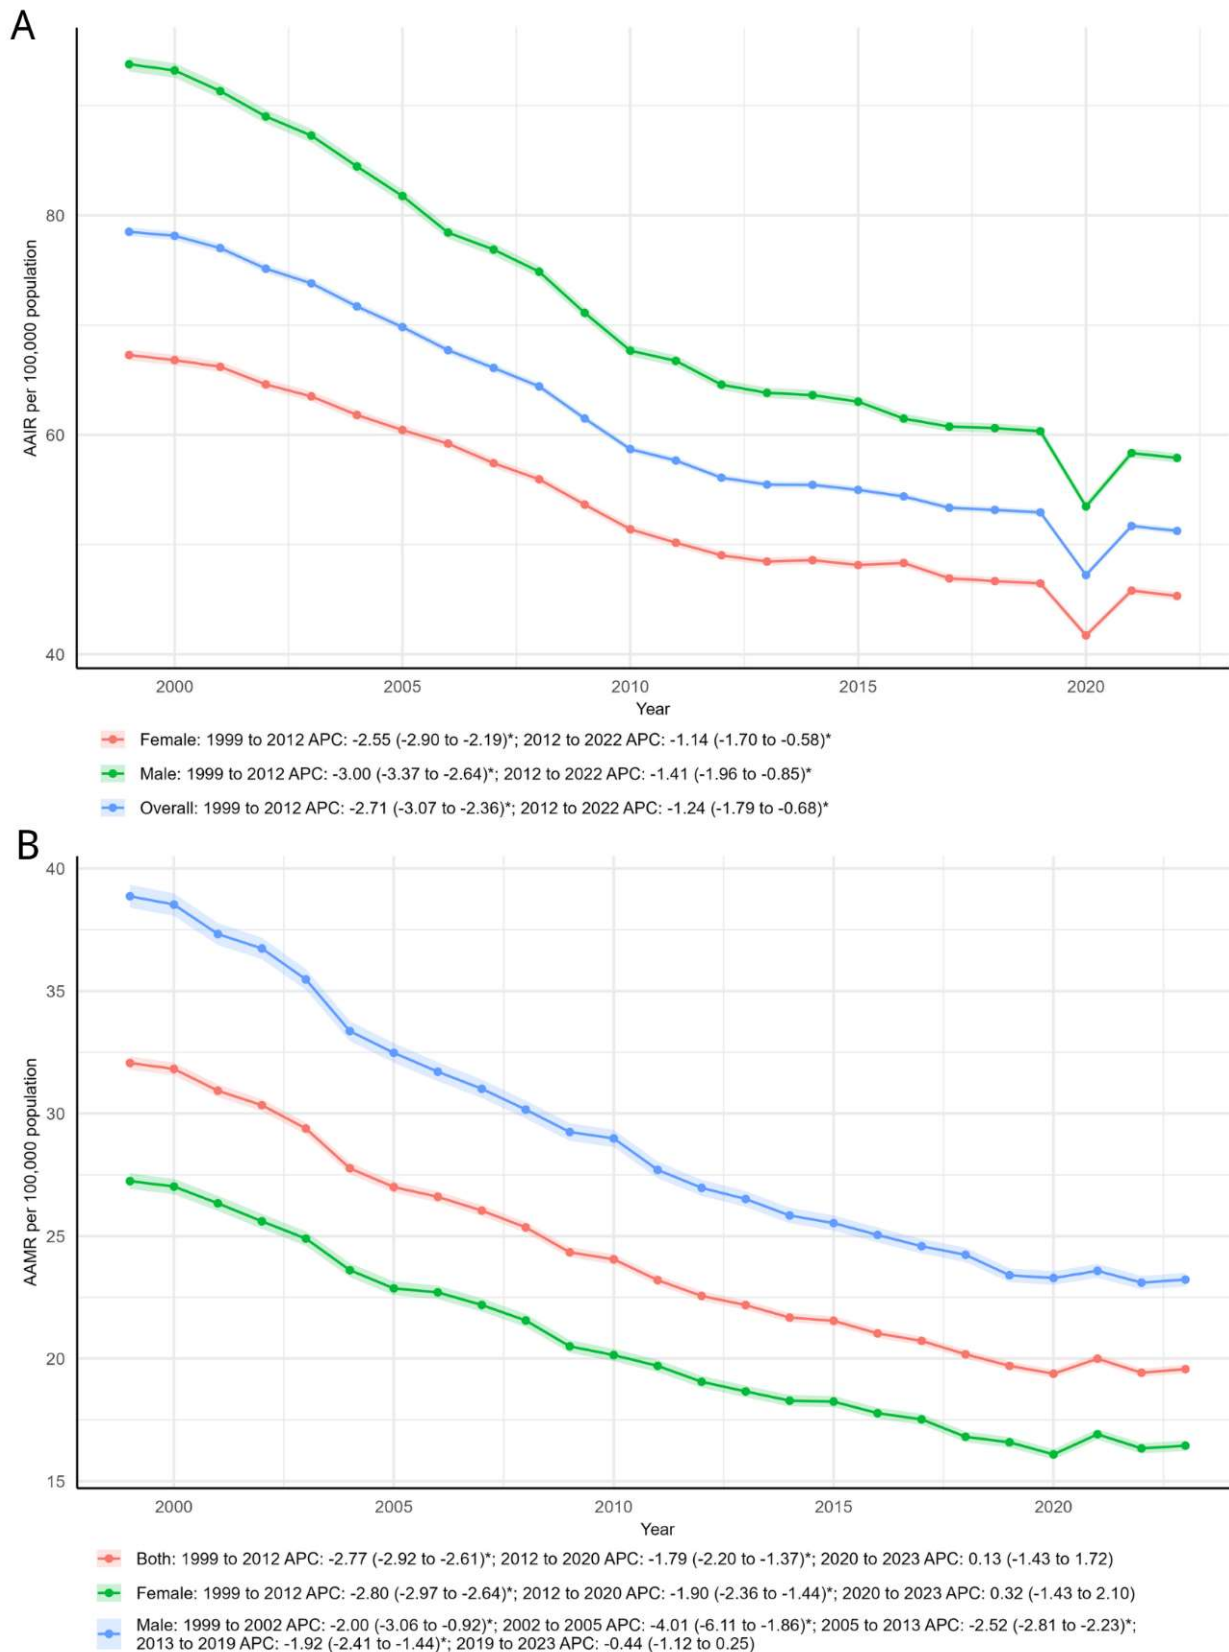 A
80
60
40
AAIR per 100,000 population
2000 2005 2010 2015 2020
Year
Female: 1999 to 2012 APC: -2.55 (-2.90 to -2.19)*; 2012 to 2022 APC: -1.14 (-1.70 to -0.58)*
Male: 1999 to 2012 APC: -3.00 (-3.37 to -2.64)*; 2012 to 2022 APC: -1.41 (-1.96 to -0.85)*
Overall: 1999 to 2012 APC: -2.71 (-3.07 to -2.36)*; 2012 to 2022 APC: -1.24 (-1.79 to -0.68)*
B
40
35
30
25
20
15
AAMR per 100,000 population
2000 2005 2010 2015 2020
Year
Both: 1999 to 2012 APC: -2.77 (-2.92 to -2.61)*; 2012 to 2020 APC: -1.79 (-2.20 to -1.37)*; 2020 to 2023 APC: 0.13 (-1.43 to 1.72)
Female: 1999 to 2012 APC: -2.80 (-2.97 to -2.64)*; 2012 to 2020 APC: -1.90 (-2.36 to -1.44)*; 2020 to 2023 APC: 0.32 (-1.43 to 2.10)
Male: 1999 to 2002 APC: -2.00 (-3.06 to -0.92)*; 2002 to 2005 APC: -4.01 (-6.11 to -1.86)*; 2005 to 2013 APC: -2.52 (-2.81 to -2.23)*;
2013 to 2019 APC: -1.92 (-2.41 to -1.44)*; 2019 to 2023 APC: -0.44 (-1.12 to 0.25)